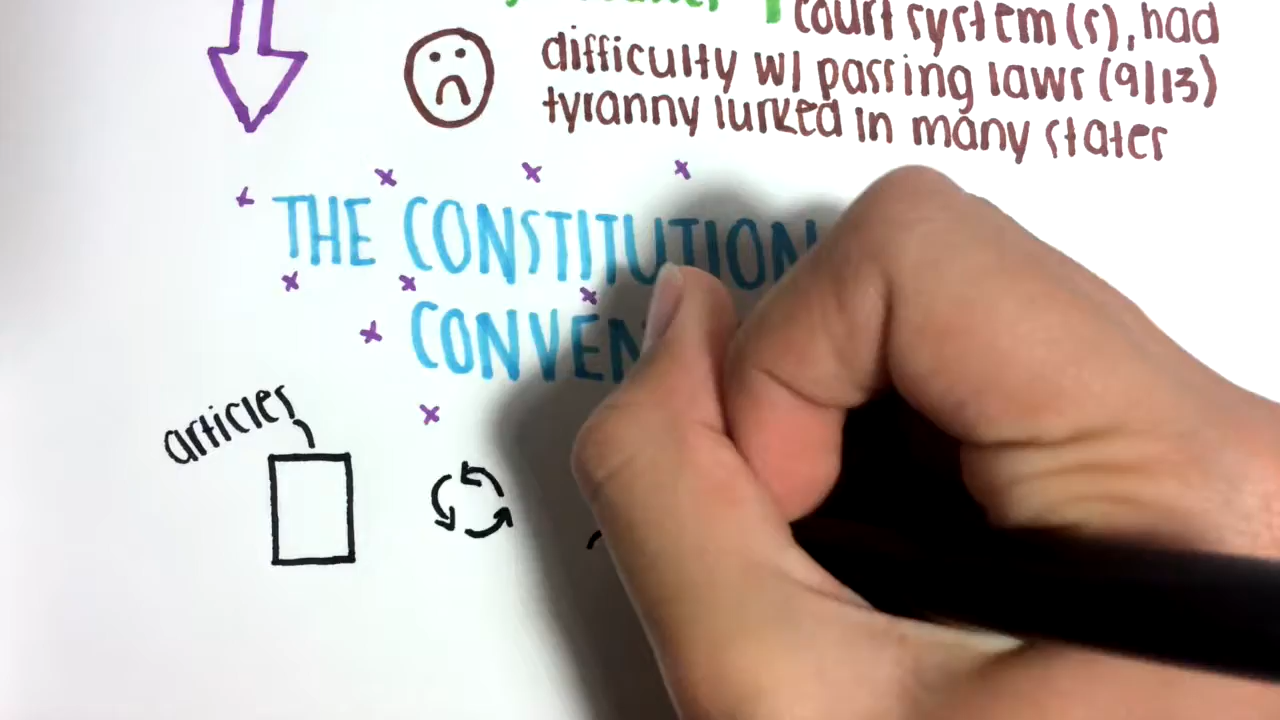 court system(s), had
difficulty w/ passing laws (9/13)
tyranny lurked in many states
THE CONSTITUTION
CONVEN
articles